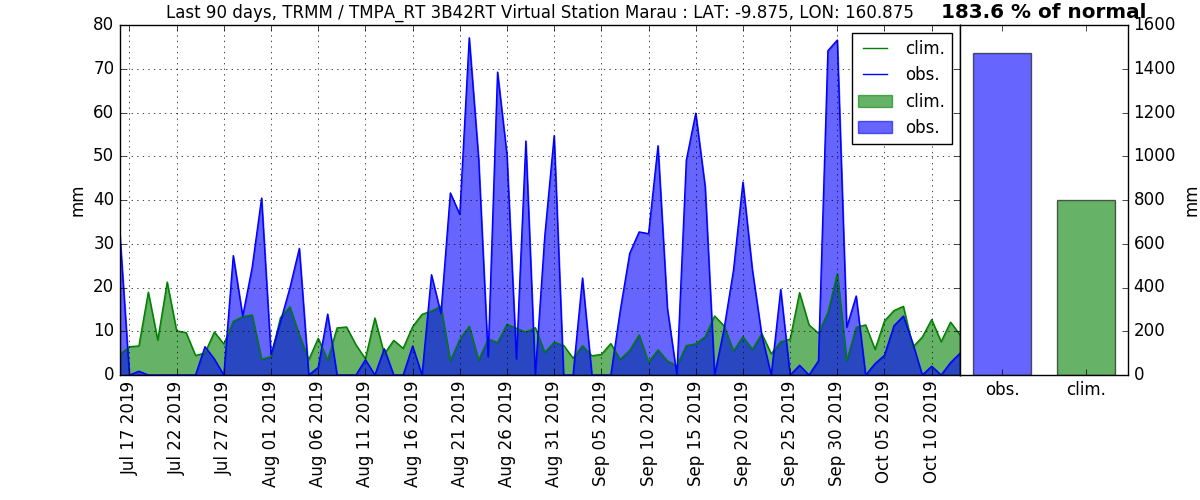 Last 90 days, TRMM / TMPA_RT 3B42RT Virtual Station Marau : LAT: -9.875, LON: 160.875
183.6 % of normal
80
70
60
50
40
30
20
10
0
mm
clim.
obs.
clim.
obs.
1600
1400
1200
1000
800
600
400
200
0
mm
Jul 17 2019
Jul 22 2019
Jul 27 2019
Aug 01 2019
Aug 06 2019
Aug 11 2019
Aug 16 2019
Aug 21 2019
Aug 26 2019
Aug 31 2019
Sep 05 2019
Sep 10 2019
Sep 15 2019
Sep 20 2019
Sep 25 2019
Sep 30 2019
Oct 05 2019
Oct 10 2019
obs.
clim.